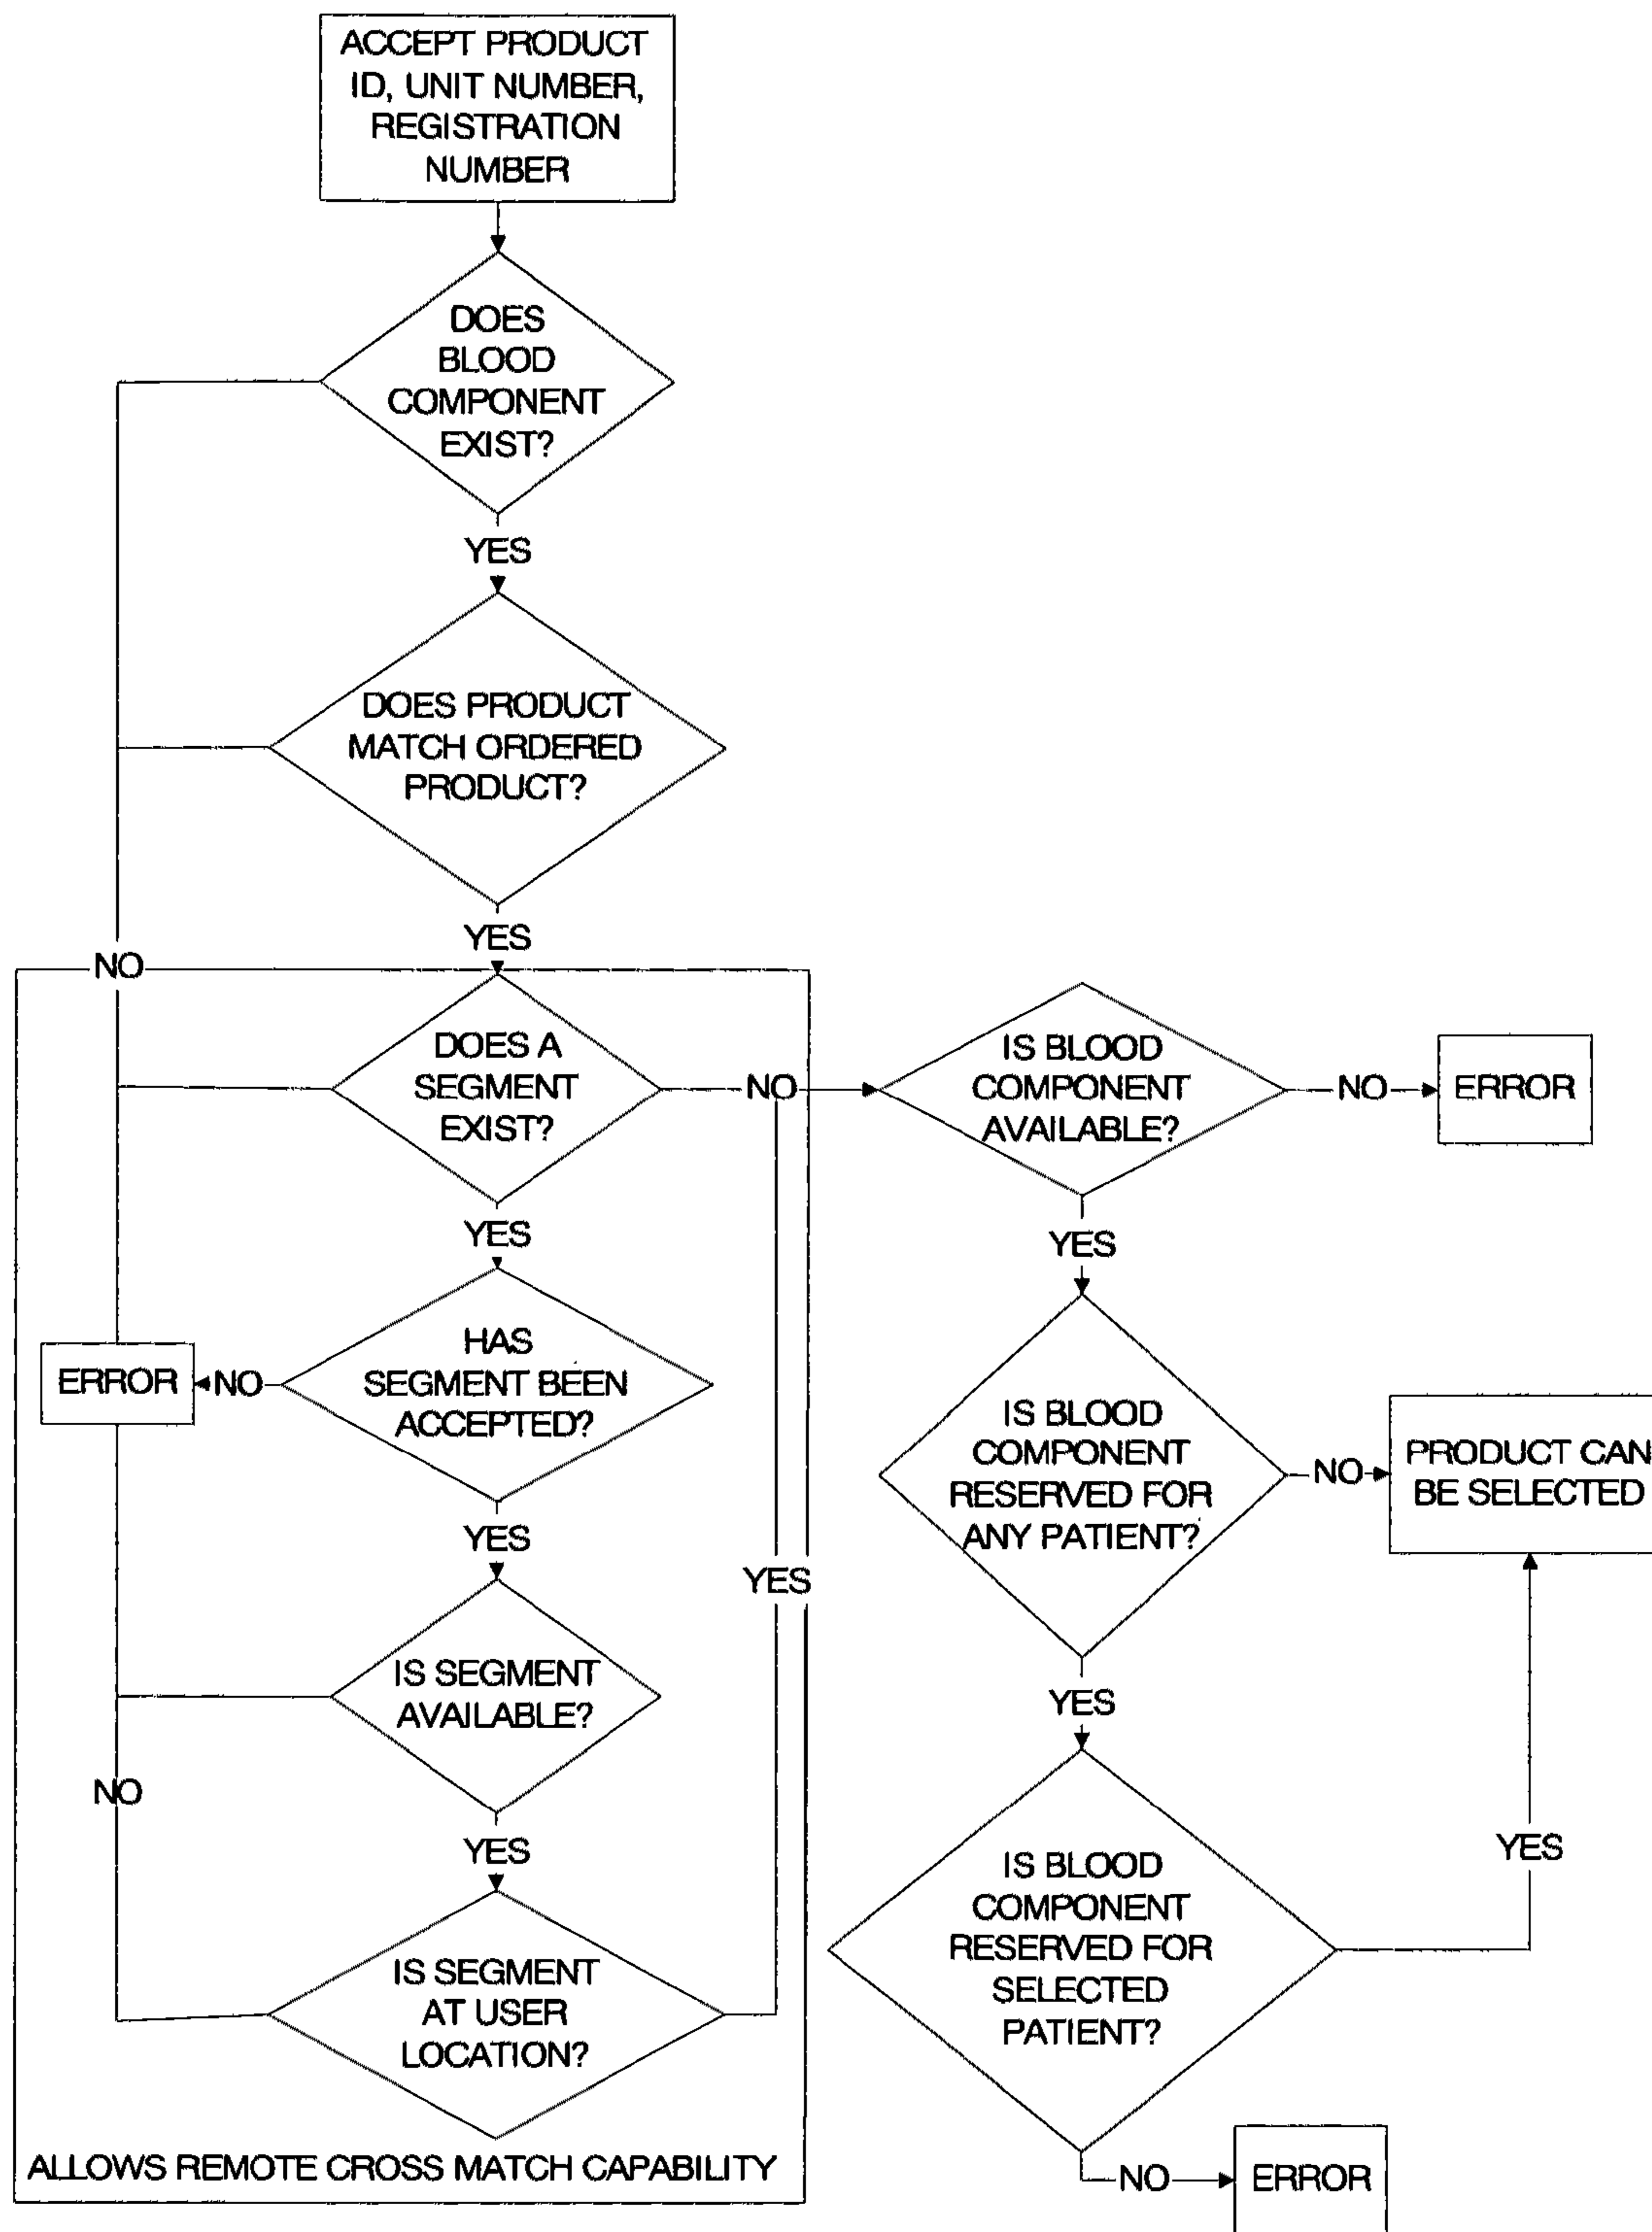 ACCEPT PRODUCT
ID, UNIT NUMBER,
REGISTRATION
NUMBER
DOES
BLOOD
COMPONENT
EXIST?
YES
DOES PRODUCT
MATCH ORDERED
PRODUCT?
YES
NO
DOES A
SEGMENT
EXIST?
NO
YES
HAS
SEGMENT BEEN
ACCEPTED?
NO
ERROR
YES
IS SEGMENT
AVAILABLE?
NO
YES
IS SEGMENT
AT USER
LOCATION?
YES
ALLOWS REMOTE CROSS MATCH CAPABILITY
IS BLOOD
COMPONENT
AVAILABLE?
NO
ERROR
YES
IS BLOOD
COMPONENT
RESERVED FOR
ANY PATIENT?
NO
PRODUCT CAN
BE SELECTED
YES
IS BLOOD
COMPONENT
RESERVED FOR
SELECTED
PATIENT?
YES
NO
ERROR